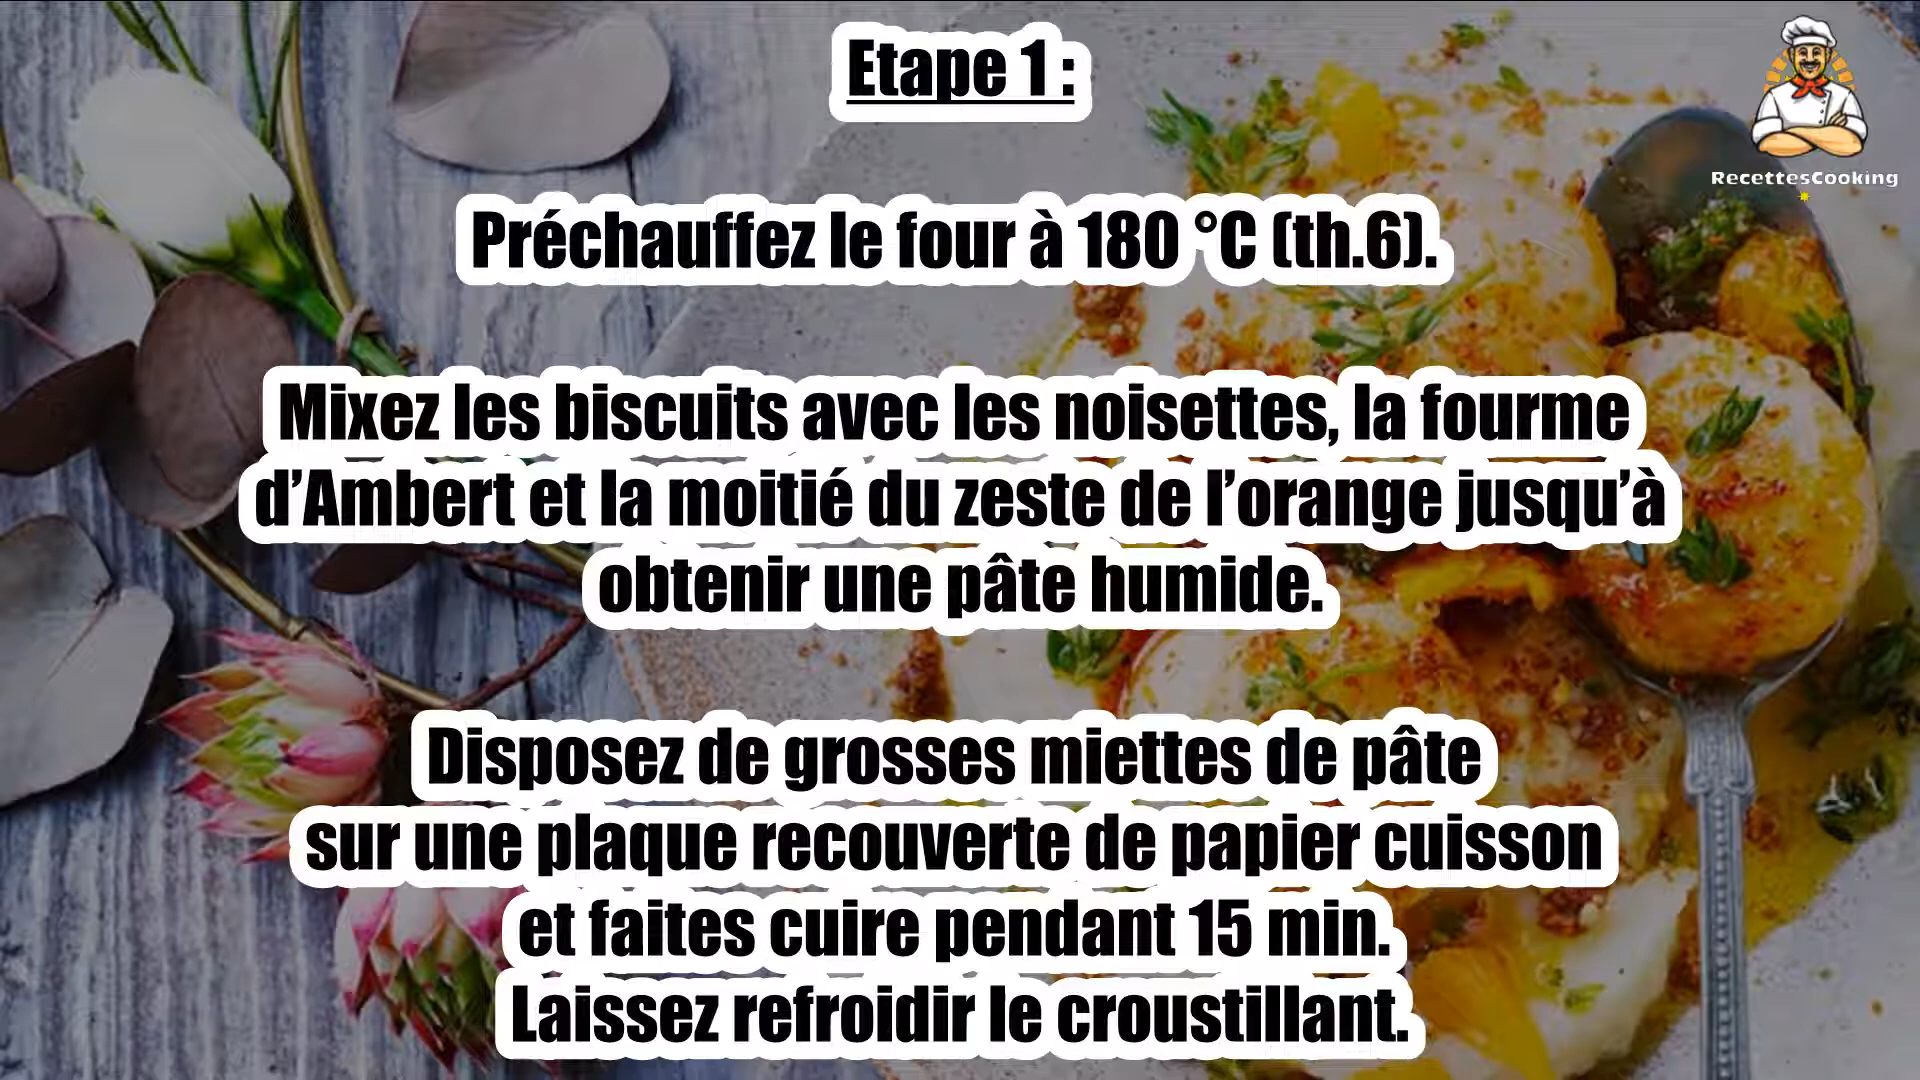 Etape 1 :
RecettesCooking
Préchauffez le four à 180 °C (th.6).
Mixez les biscuits avec les noisettes, la fourme
d’Ambert et la moitié du zeste de l’orange jusqu’à
obtenir une pâte humide.
Disposez de grosses miettes de pâte
sur une plaque recouverte de papier cuisson
et faites cuire pendant 15 min.
Laissez refroidir le croustillant.